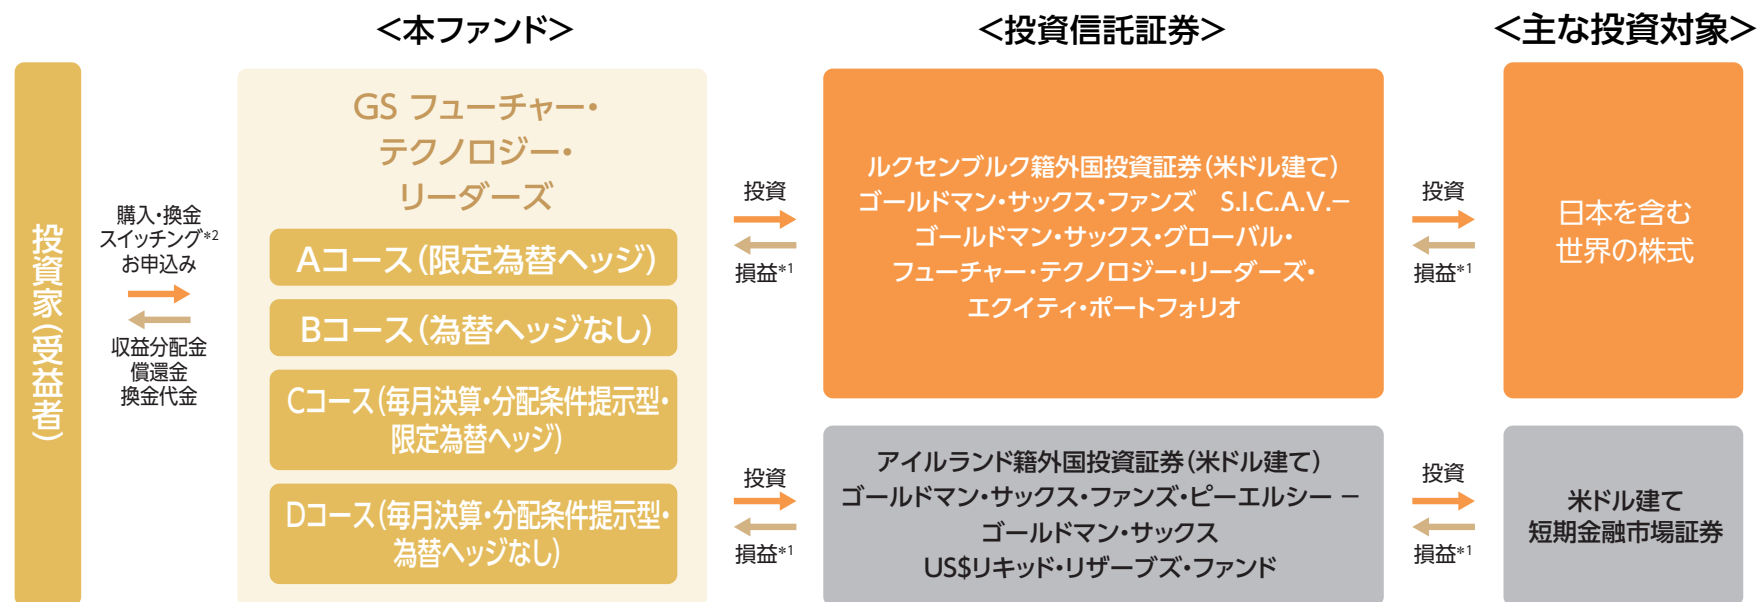 <本ファンド>
<投資信託証券>
<主な投資対象>
投資家(受益者)
購入・換金
スイッチング*2
お申込み
収益分配金
償還金
換金代金
GS フューチャー・
テクノロジー・
リーダーズ
Aコース(限定為替ヘッジ)
Bコース(為替ヘッジなし)
Cコース(毎月決算・分配条件提示型・
限定為替ヘッジ)
Dコース(毎月決算・分配条件提示型・
為替ヘッジなし)
投資
損益*1
ルクセンブルク籍外国投資証券(米ドル建て)
ゴールドマン・サックス・ファンズ S.I.C.A.V.−
ゴールドマン・サックス・グローバル・
フューチャー・テクノロジー・リーダーズ・
エクイティ・ポートフォリオ
投資
損益*1
日本を含む
世界の株式
投資
損益*1
アイルランド籍外国投資証券(米ドル建て)
ゴールドマン・サックス・ファンズ・ピーエルシー −
ゴールドマン・サックス
US$リキッド・リザーブズ・ファンド
投資
損益*1
米ドル建て
短期金融市場証券